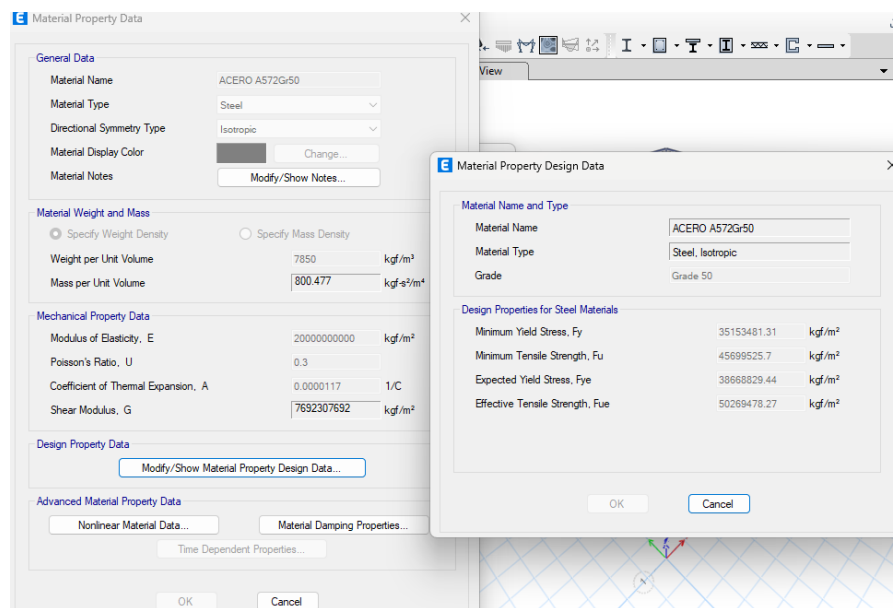 E Material Property Data
General Data
Material Name ACERO A572Gr50
Material Type Steel
Directional Symmetry Type Isotropic
Material Display Color Change...
Material Notes Modify/Show Notes...
Material Weight and Mass
Specify Weight Density Specify Mass Density
Weight per Unit Volume 7850 kgf/m³
Mass per Unit Volume 800.477 kgf-s²/m⁴
Mechanical Property Data
Modulus of Elasticity, E 20000000000 kgf/m²
Poisson's Ratio, U 0.3
Coefficient of Thermal Expansion, A 0.0000117 1/C
Shear Modulus, G 7692307692 kgf/m²
Design Property Data
Modify/Show Material Property Design Data...
Advanced Material Property Data
Nonlinear Material Data... Material Damping Properties...
Time Dependent Properties...
OK Cancel
View
E Material Property Design Data
Material Name and Type
Material Name ACERO A572Gr50
Material Type Steel, Isotropic
Grade Grade 50
Design Properties for Steel Materials
Minimum Yield Stress, Fy 35153481.31 kgf/m²
Minimum Tensile Strength, Fu 45699525.7 kgf/m²
Expected Yield Stress, Fye 38668829.44 kgf/m²
Effective Tensile Strength, Fue 50269478.27 kgf/m²
OK Cancel